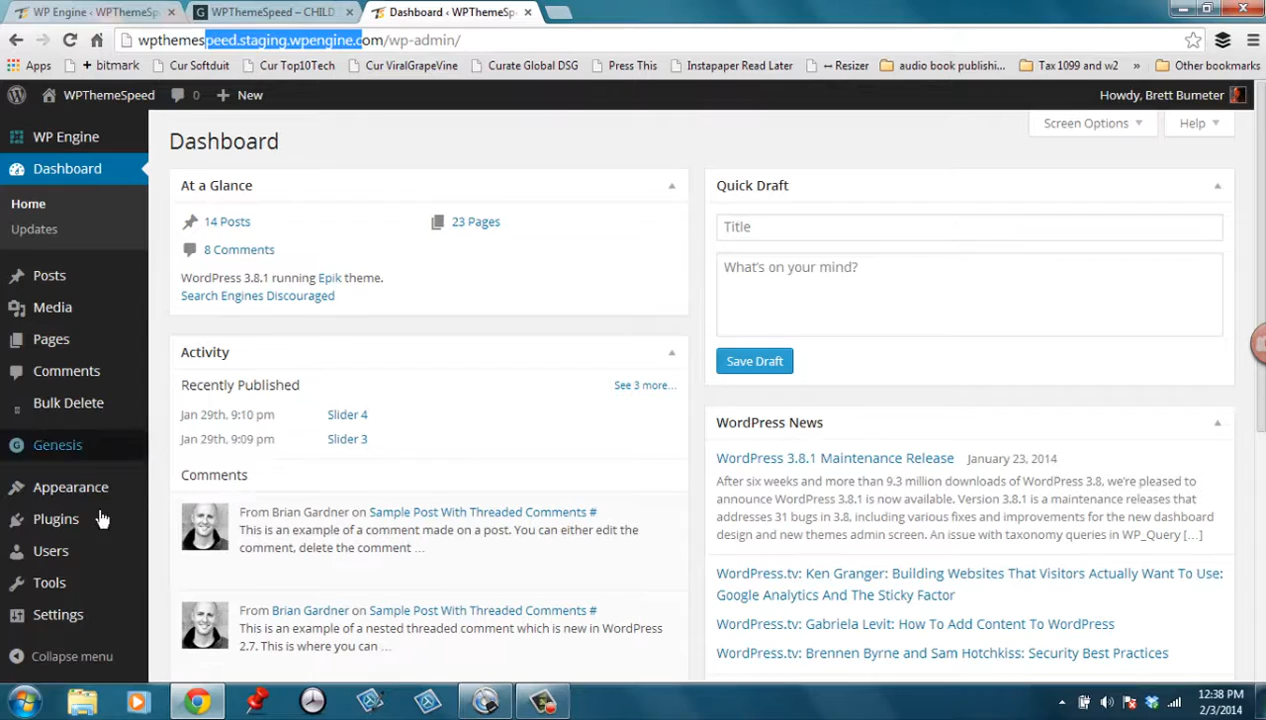 WP Engine ‹ WPThemeSp
WPThemeSpeed – CHILD
Dashboard ‹ WPThemeSp
wpthemespeed.staging.wpengine.com/wp-admin/
Apps
+ bitmark
Cur Softduit
Cur Top10Tech
Cur ViralGrapeVine
Curate Global DSG
Press This
Instapaper Read Later
Resizer
audio book publishi...
Tax 1099 and w2
»
Other bookmarks
WPThemeSpeed
0
+ New
Howdy, Brett Bumeter
WP Engine
Dashboard
Home
Updates
Posts
Media
Pages
Comments
Bulk Delete
Genesis
Appearance
Plugins
Users
Tools
Settings
Collapse menu
Dashboard
Screen Options
Help
At a Glance
14 Posts
23 Pages
8 Comments
WordPress 3.8.1 running Epik theme.
Search Engines Discouraged
Activity
Recently Published
See 3 more...
Jan 29th, 9:10 pm
Slider 4
Jan 29th, 9:09 pm
Slider 3
Comments
From Brian Gardner on Sample Post With Threaded Comments #
This is an example of a comment made on a post. You can either edit the
comment, delete the comment ...
From Brian Gardner on Sample Post With Threaded Comments #
This is an example of a nested threaded comment which is new in WordPress
2.7. This is where you can ...
Quick Draft
Title
What's on your mind?
Save Draft
WordPress News
WordPress 3.8.1 Maintenance Release
January 23, 2014
After six weeks and more than 9.3 million downloads of WordPress 3.8, we're pleased to
announce WordPress 3.8.1 is now available. Version 3.8.1 is a maintenance releases that
addresses 31 bugs in 3.8, including various fixes and improvements for the new dashboard
design and new themes admin screen. An issue with taxonomy queries in WP_Query [...]
WordPress.tv: Ken Granger: Building Websites That Visitors Actually Want To Use:
Google Analytics And The Sticky Factor
WordPress.tv: Gabriela Levit: How To Add Content To WordPress
WordPress.tv: Brennen Byrne and Sam Hotchkiss: Security Best Practices
12:38 PM
2/3/2014